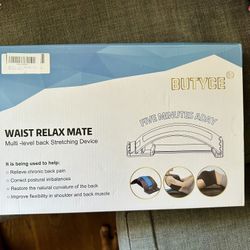 BUTYCE
FIVE MINUTES A DAY
WAIST RELAX MATE
Multi -level back Stretching Device
It is being used to help:
Relieve chronic back pain
Correct postural imbalances
Restore the natural curvature of the back
Improve flexibility in shoulder and back muscle